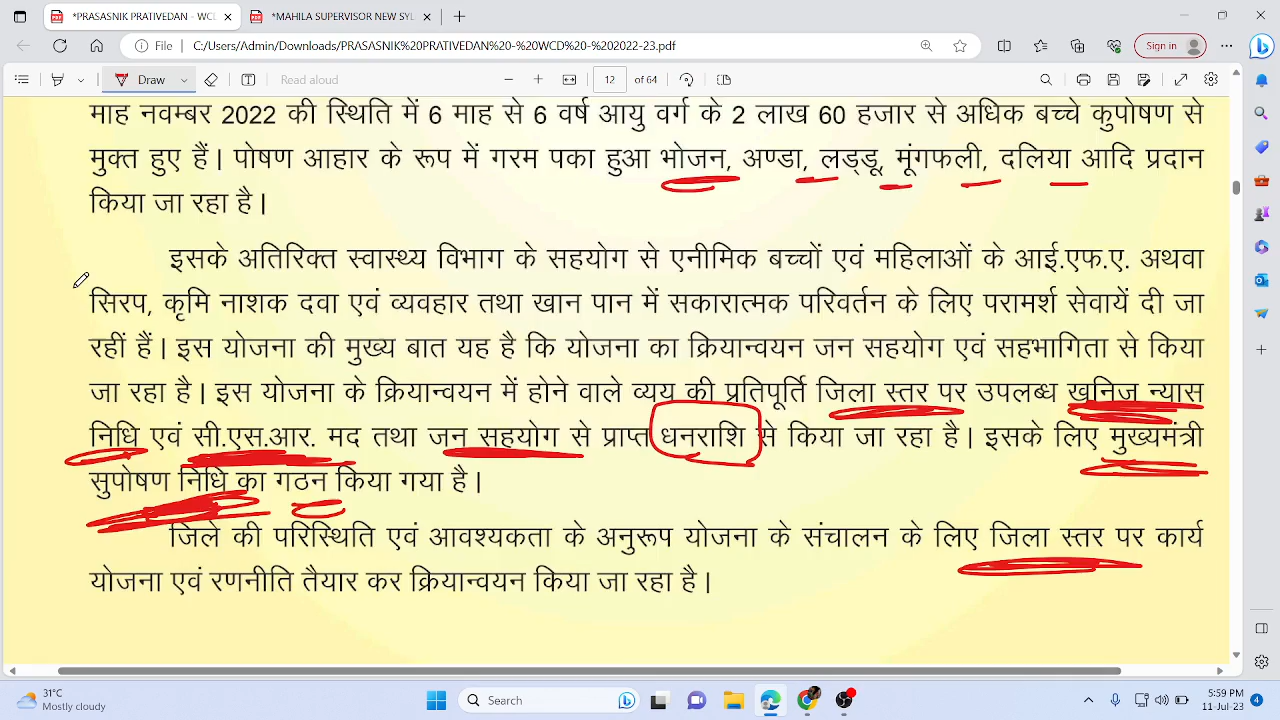 *PRASASNIK PRATIVEDAN - WCL
*MAHILA SUPERVISOR NEW SYL
File
C:/Users/Admin/Downloads/PRASASNIK%20PRATIVEDAN%20-%20WCD%20-%202022-23.pdf
Sign in
Draw
Read aloud
12 of 64
माह नवम्बर 2022 की स्थिति में 6 माह से 6 वर्ष आयु वर्ग के 2 लाख 60 हजार से अधिक बच्चे कुपोषण से
मुक्त हुए हैं। पोषण आहार के रूप में गरम पका हुआ भोजन, अण्डा, लड्डू, मूंगफली, दलिया आदि प्रदान
किया जा रहा है।
इसके अतिरिक्त स्वास्थ्य विभाग के सहयोग से एनीमिक बच्चों एवं महिलाओं के आई.एफ.ए. अथवा
सिरप, कृमि नाशक दवा एवं व्यवहार तथा खान पान में सकारात्मक परिवर्तन के लिए परामर्श सेवायें दी जा
रहीं हैं। इस योजना की मुख्य बात यह है कि योजना का क्रियान्वयन जन सहयोग एवं सहभागिता से किया
जा रहा है। इस योजना के क्रियान्वयन में होने वाले व्यय की प्रतिपूर्ति जिला स्तर पर उपलब्ध खनिज न्यास
निधि एवं सी.एस.आर. मद तथा जन सहयोग से प्राप्त धनराशि से किया जा रहा है। इसके लिए मुख्यमंत्री
सुपोषण निधि का गठन किया गया है।
जिले की परिस्थिति एवं आवश्यकता के अनुरूप योजना के संचालन के लिए जिला स्तर पर कार्य
योजना एवं रणनीति तैयार कर क्रियान्वयन किया जा रहा है।
31°C
Mostly cloudy
Search
5:59 PM
11-Jul-23
4